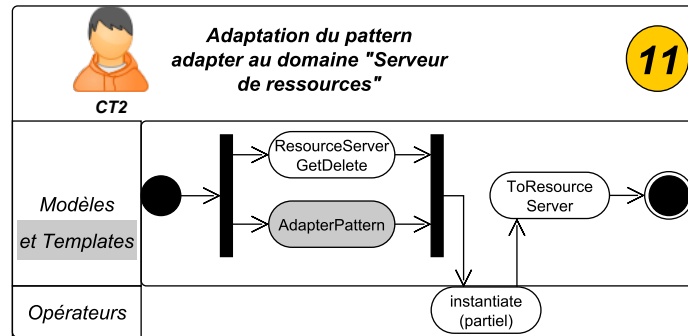 Adaptation du pattern
adapter au domaine "Serveur
de ressources"
11
CT2
ResourceServer
GetDelete
ToResource
Server
Modèles
et Templates
AdapterPattern
Opérateurs
instantiate
(partiel)